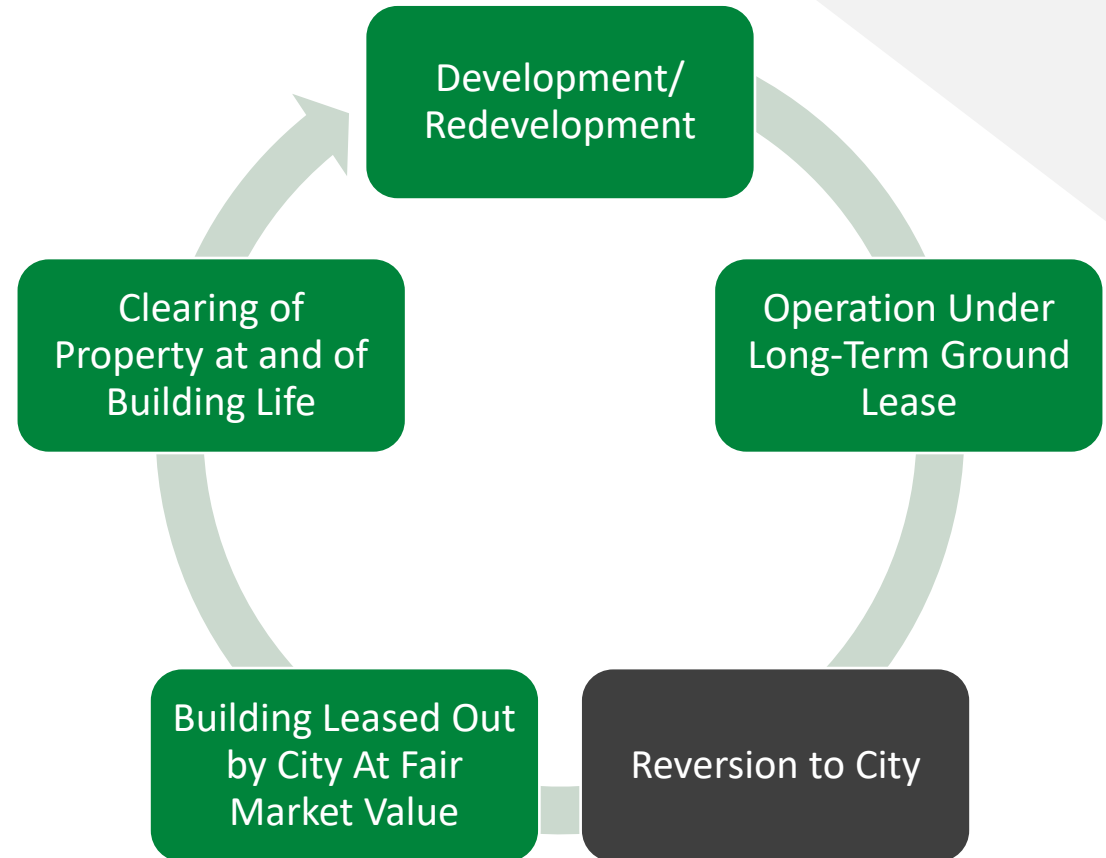 Development/
Redevelopment
Operation Under
Long-Term Ground
Lease
Reversion to City
Building Leased Out
by City At Fair
Market Value
Clearing of
Property at and of
Building Life